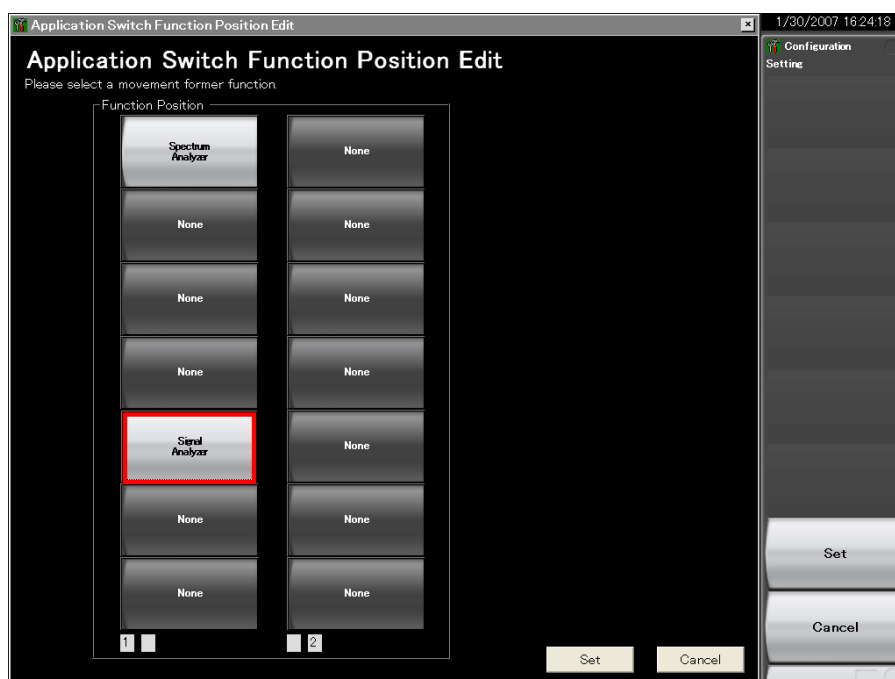 Application Switch Function Position Edit
1/30/2007 16:24:18
Application Switch Function Position Edit
Please select a movement former function.
Configuration
Setting
Function Position
Spectrum
Analyzer
None
None
None
None
None
None
None
Signal
Analyzer
None
None
None
None
None
1
2
Set
Cancel
Set
Cancel